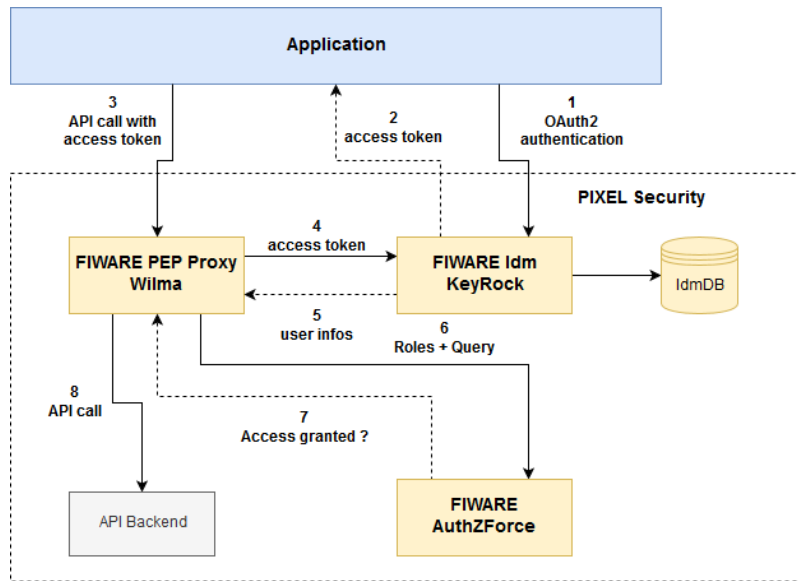 Application
3
API call with
access token
2
access token
1
OAuth2
authentication
PIXEL Security
FIWARE PEP Proxy
Wilma
4
access token
FIWARE Idm
KeyRock
IdmDB
5
user infos
6
Roles + Query
8
API call
7
Access granted ?
API Backend
FIWARE
AuthZForce